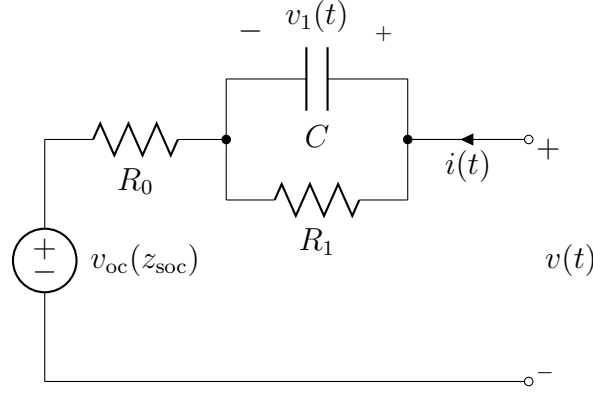 − v₁(t) +
C
R₀
i(t)
+
R₁
+
−
v_oc(z_soc)
v(t)
-